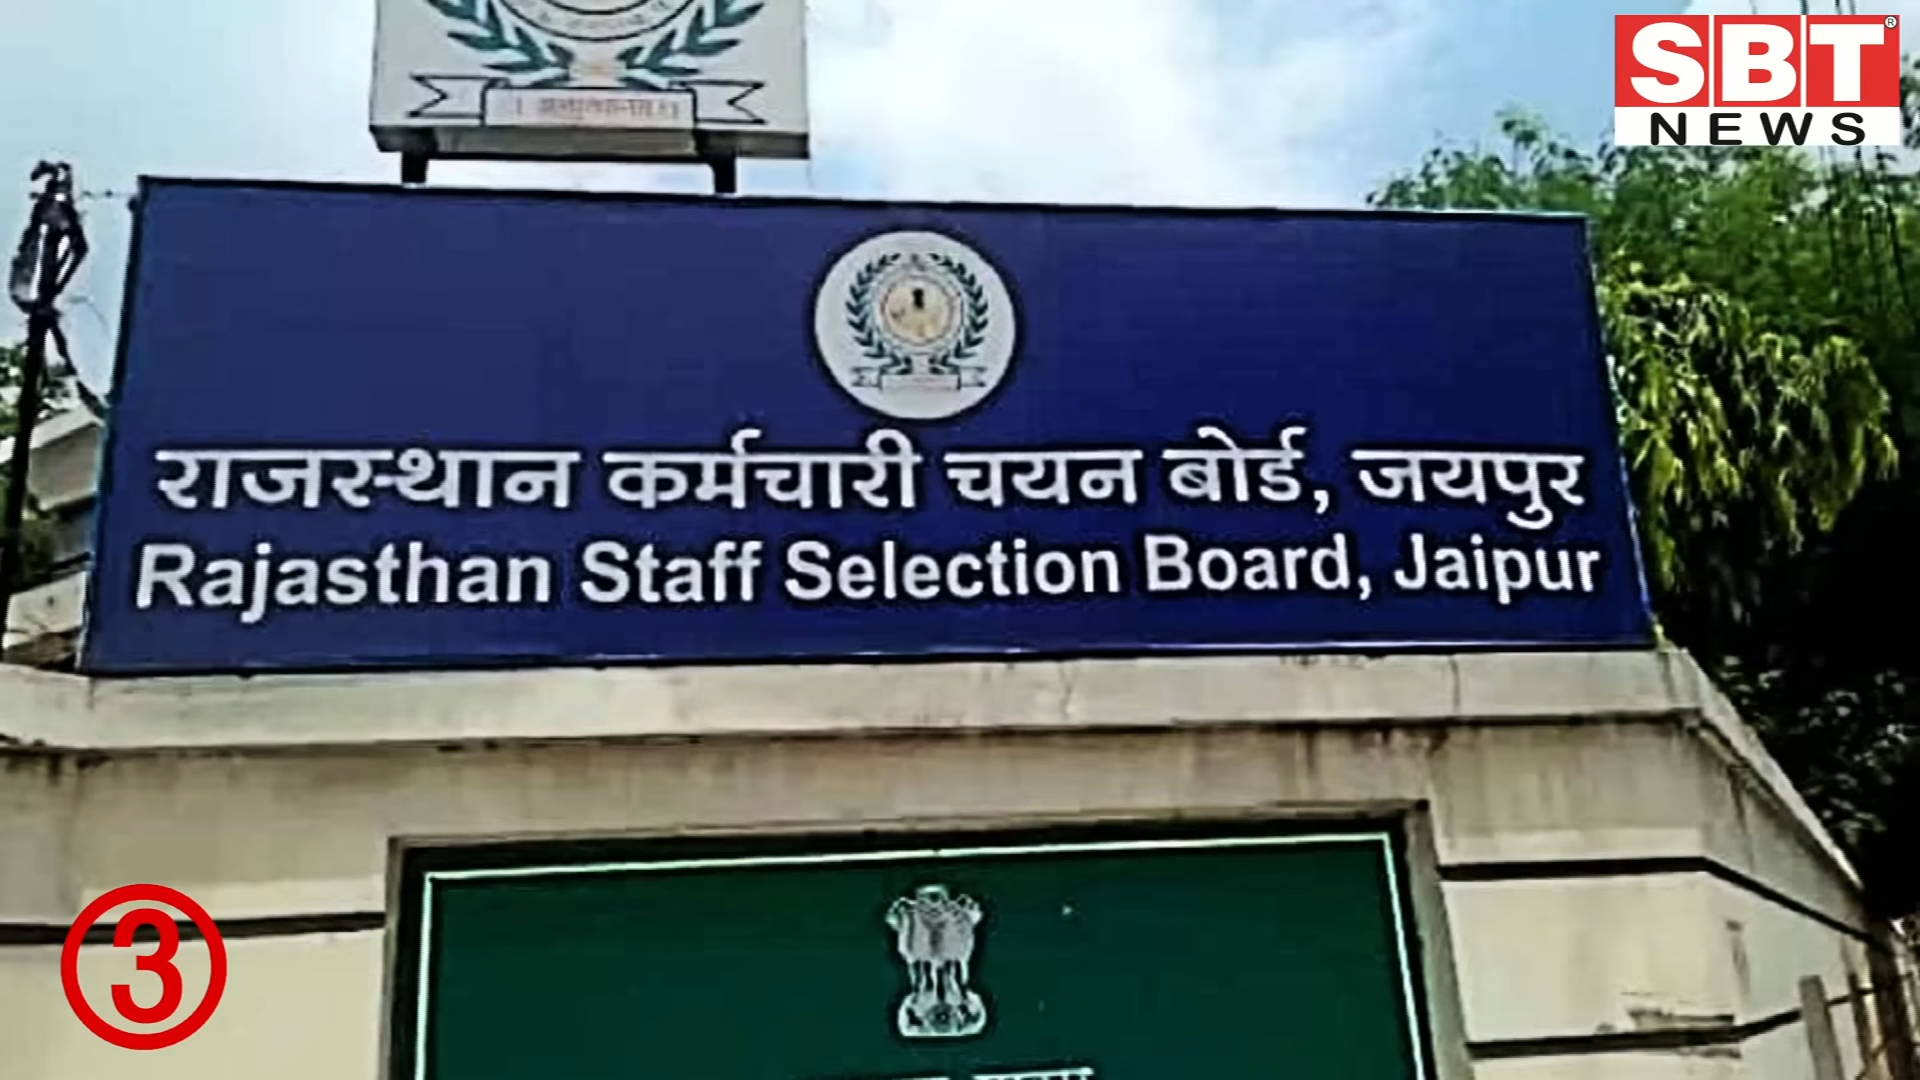 SBT
NEWS
राजस्थान कर्मचारी चयन बोर्ड, जयपुर
Rajasthan Staff Selection Board, Jaipur
3